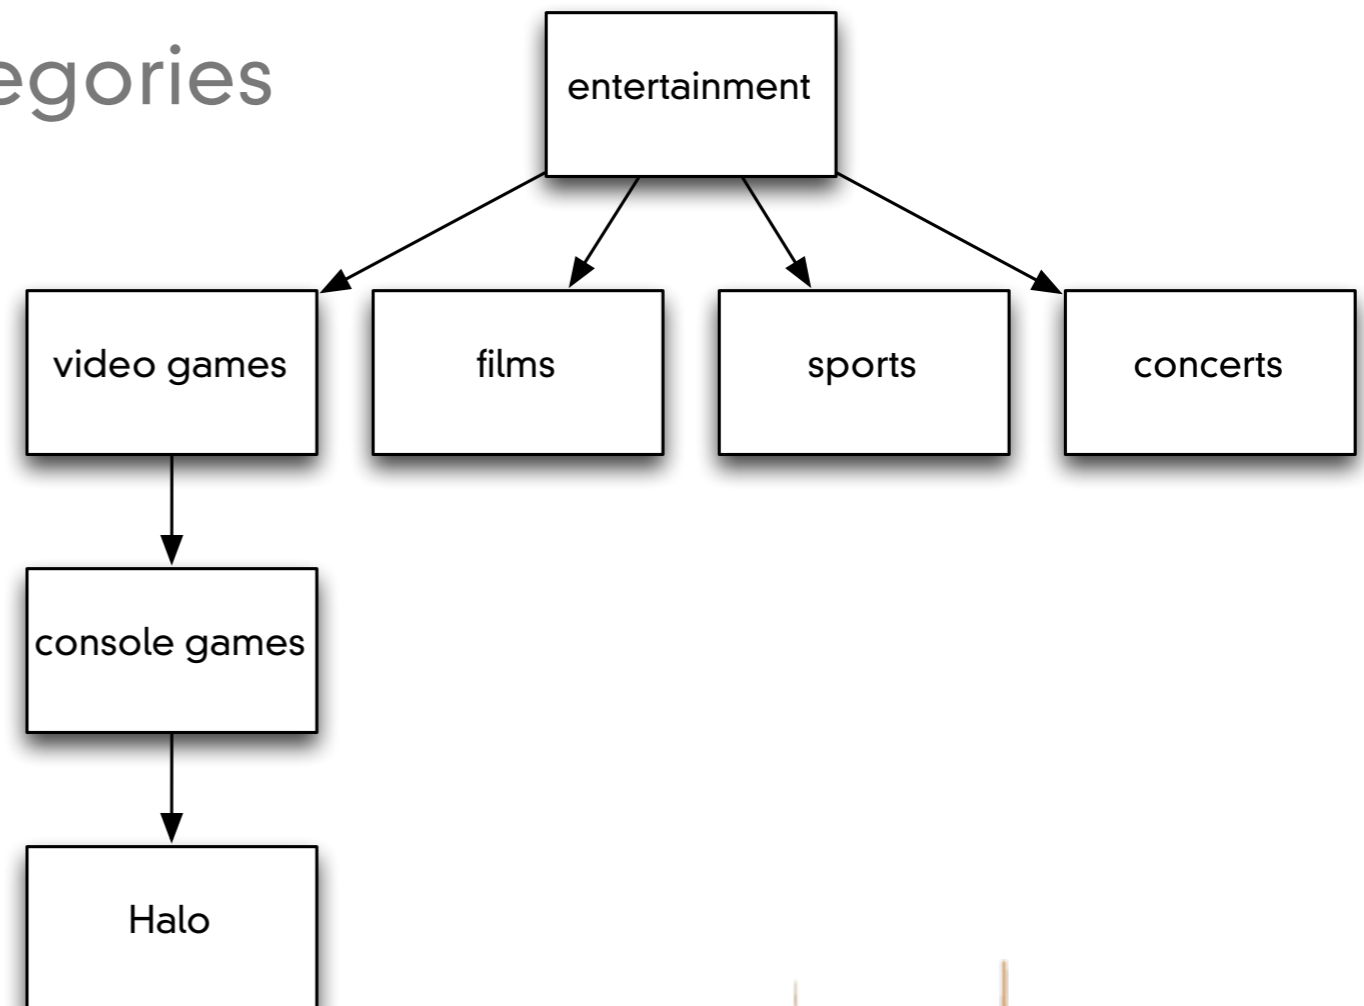 egories
entertainment
video games
films
sports
concerts
console games
Halo